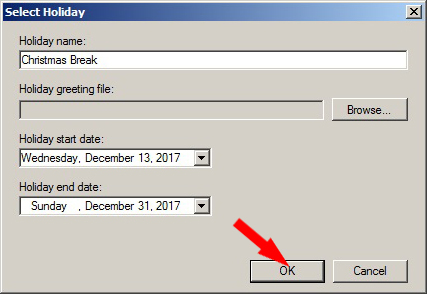 Select Holiday
Holiday name:
Christmas Break
Holiday greeting file:
Browse...
Holiday start date:
Wednesday, December 13, 2017
Holiday end date:
Sunday , December 31, 2017
OK
Cancel